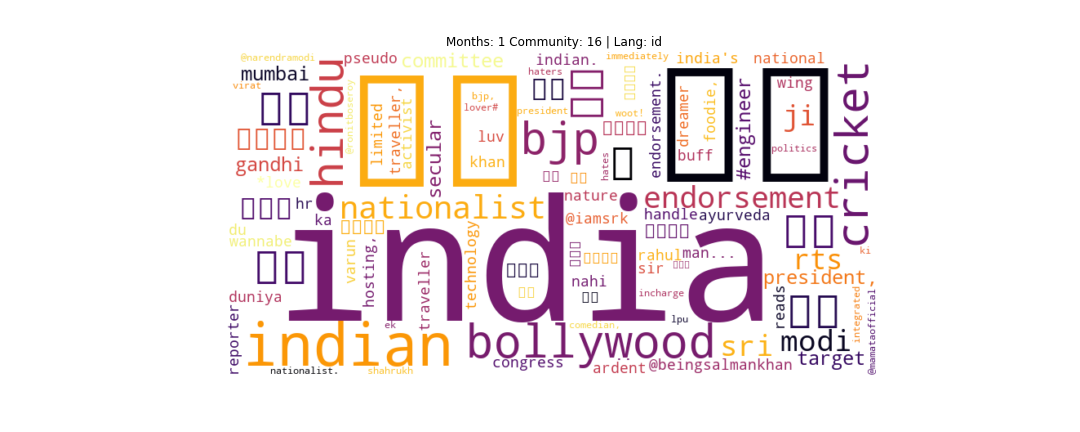 Months: 1 Community: 16 | Lang: id
@narendramodi pseudo committee indian. immediately india's national
mumbai haters wing
virat hindu bjp, lover# president woot! endorsement. dreamer foodie, ji cricket
limited traveller, activist @ronnibhoseroy secular bjp #engineer
luv hates buff politics
gandhi khan
*love nature endorsement
hr nationalist @iamsrk handle ayurveda
du ka
wannabe varun hosting, traveller technology india nahi rahul man... rts ki
sir president,
duniya incharge reads integrated
reporter ek comedian, lpu
indian bollywood sri modi @mamataofficial
congress target
nationalist. shahrukh ardent @beingsalmankhan